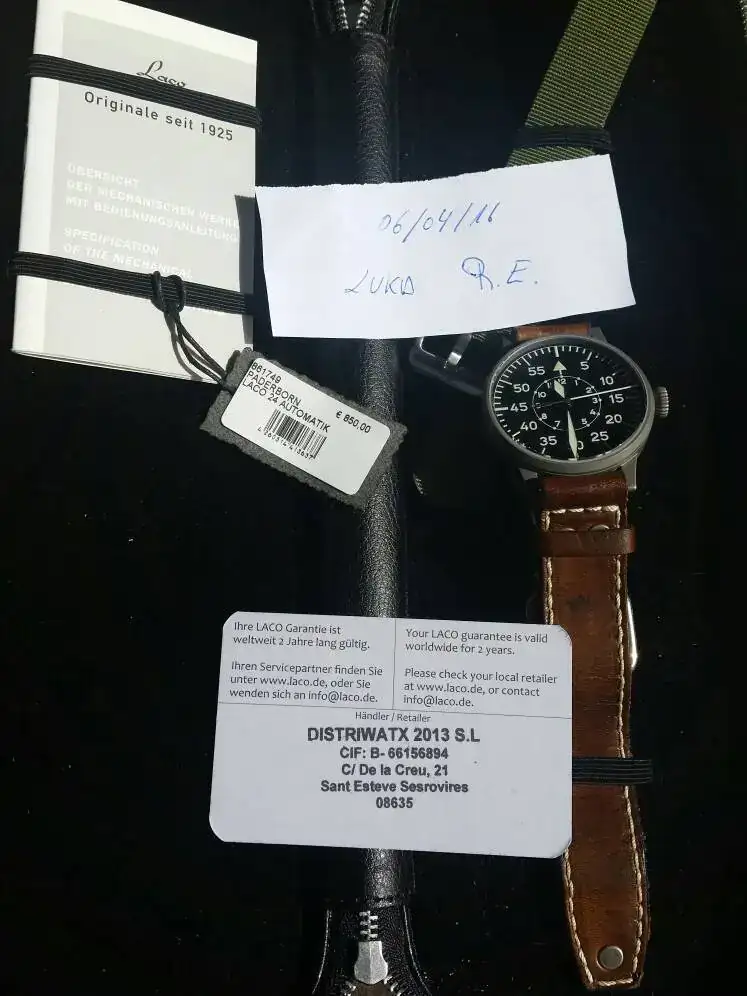 Laco
Originale seit 1925
ÜBERSICHT
DER MECHANISCHEN WERKE
MIT BEDIENUNGSANLEITUNG
SPECIFICATION
OF THE MECHANICAL
06/04/16
LUKA R.E.
861749
PADERBORN
LACO 24 AUTOMATIK
€ 850,00
55 5
50 10
45 15
40 20
35 25
Ihre LACO Garantie ist
weltweit 2 Jahre lang gültig.
Ihren Servicepartner finden Sie
unter www.laco.de, oder Sie
wenden sich an info@laco.de.
Your LACO guarantee is valid
worldwide for 2 years.
Please check your local retailer
at www.laco.de, or contact
info@laco.de.
Händler / Retailer
DISTRIWATX 2013 S.L
CIF: B- 66156894
C/ De la Creu, 21
Sant Esteve Sesrovires
08635